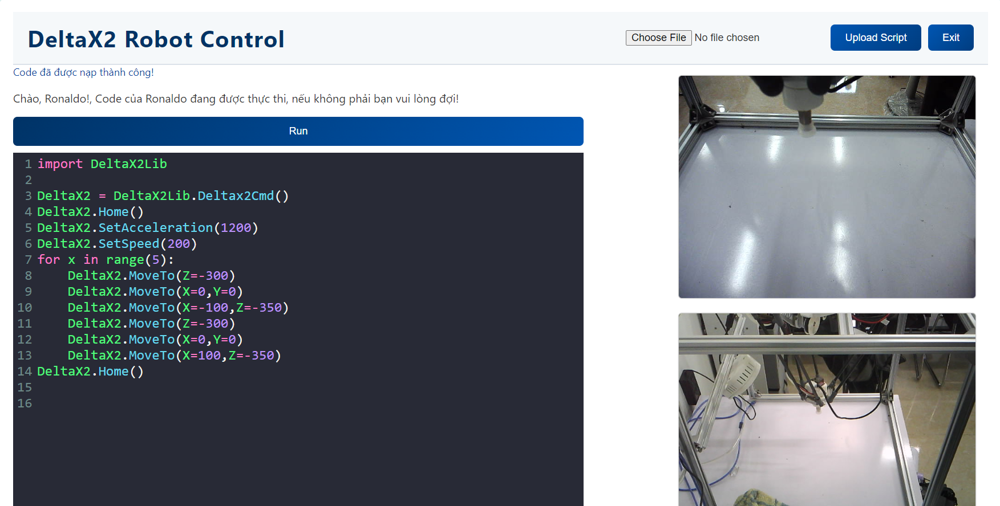 DeltaX2 Robot Control
Choose File No file chosen
Upload Script
Exit
Code đã được nạp thành công!
Chào, Ronaldo!, Code của Ronaldo đang được thực thi, nếu không phải bạn vui lòng đợi!
Run
1 import DeltaX2Lib
2
3 DeltaX2 = DeltaX2Lib.Deltax2Cmd()
4 DeltaX2.Home()
5 DeltaX2.SetAcceleration(1200)
6 DeltaX2.SetSpeed(200)
7 for x in range(5):
8     DeltaX2.MoveTo(Z=-300)
9     DeltaX2.MoveTo(X=0,Y=0)
10     DeltaX2.MoveTo(X=-100,Z=-350)
11     DeltaX2.MoveTo(Z=-300)
12     DeltaX2.MoveTo(X=0,Y=0)
13     DeltaX2.MoveTo(X=100,Z=-350)
14 DeltaX2.Home()
15
16